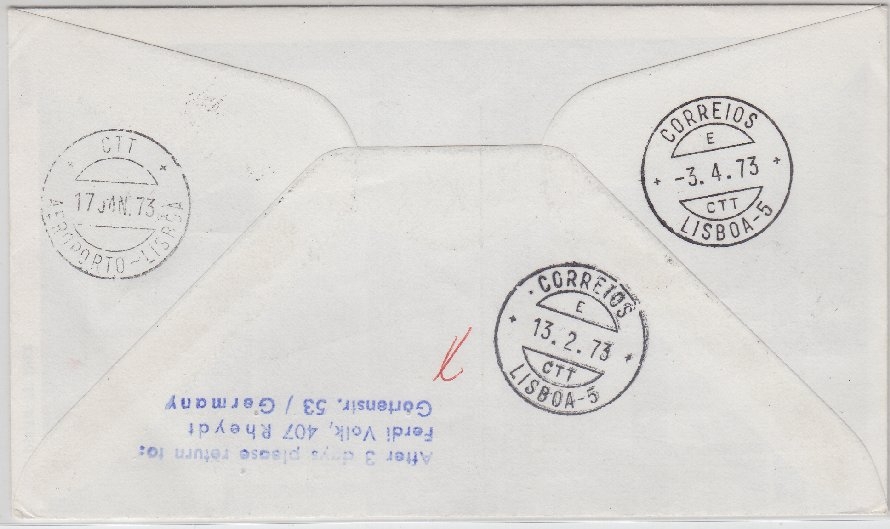 CTT
17 JAN. 73
AEROPORTO-LISBOA
CORREIOS
E
-3. 4. 73
CTT
LISBOA-5
CORREIOS
E
13. 2. 73
CTT
LISBOA-5
After 3 days please return to:
Ferdi Volk, 407 Rheydt
Görtenstr. 53 / Germany